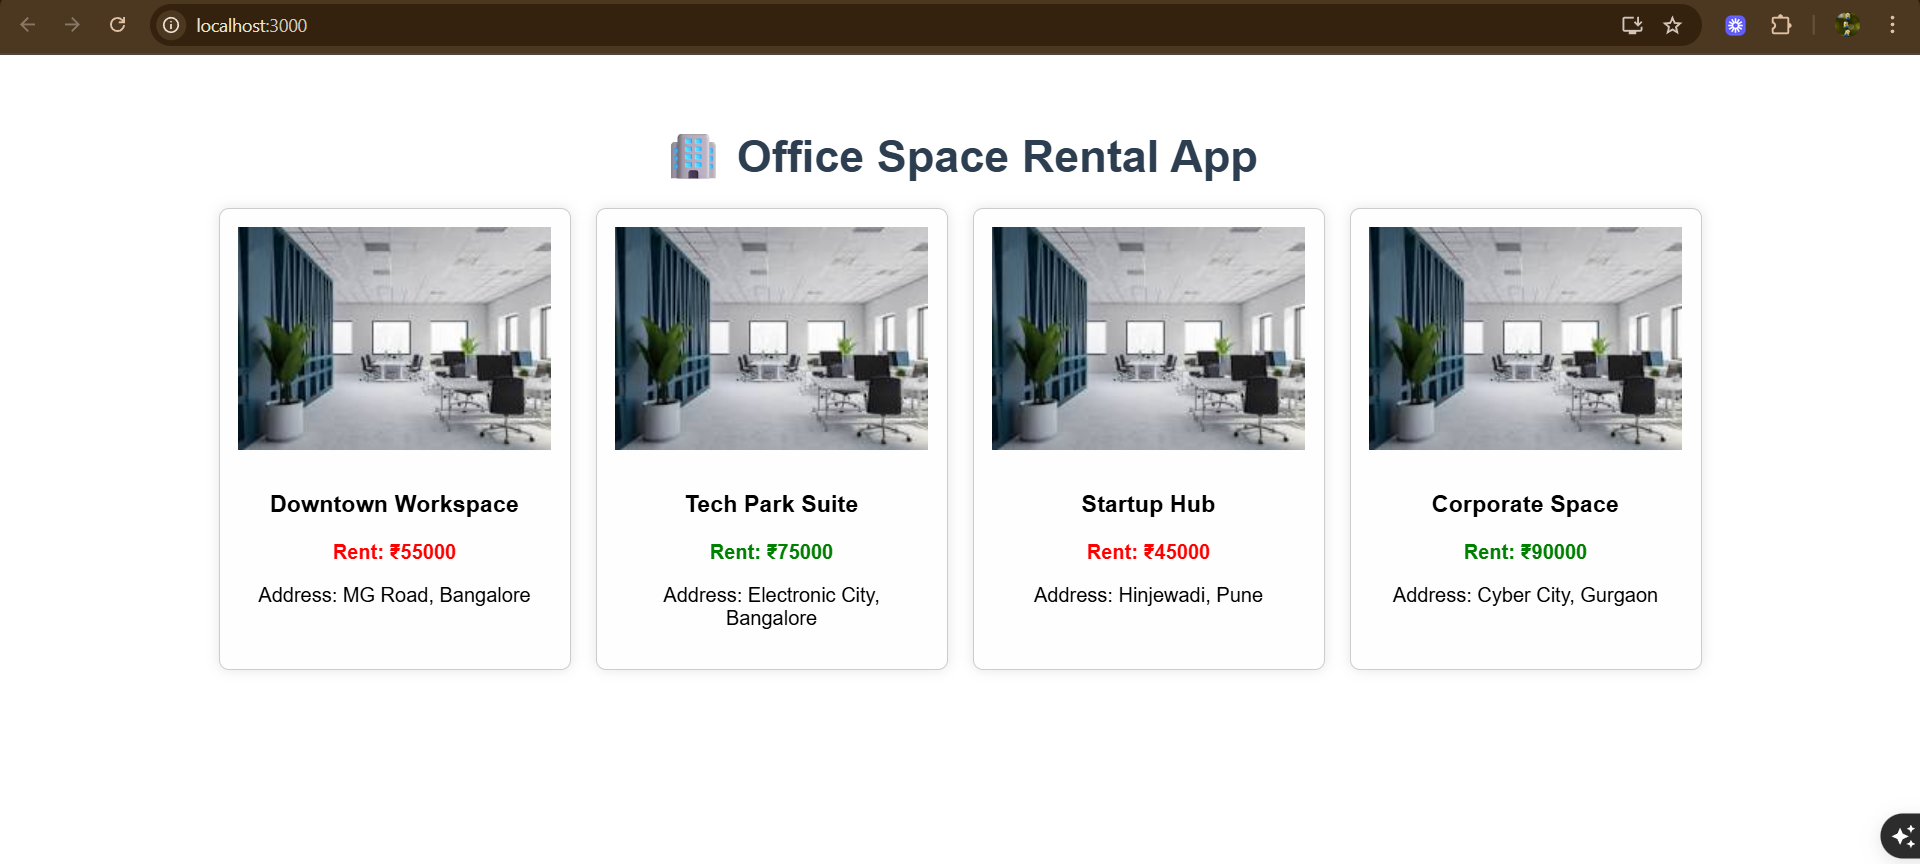 localhost:3000
Office Space Rental App
Downtown Workspace
Rent: ₹55000
Address: MG Road, Bangalore
Tech Park Suite
Rent: ₹75000
Address: Electronic City,
Bangalore
Startup Hub
Rent: ₹45000
Address: Hinjewadi, Pune
Corporate Space
Rent: ₹90000
Address: Cyber City, Gurgaon